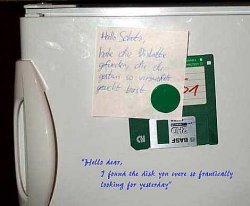 Hello Schatz,
habe die Diskette
gefunden, die du
gestern so verzweifelt
gesucht hast.
BASF
"Hello dear,
I found the disk you were so frantically
looking for yesterday"